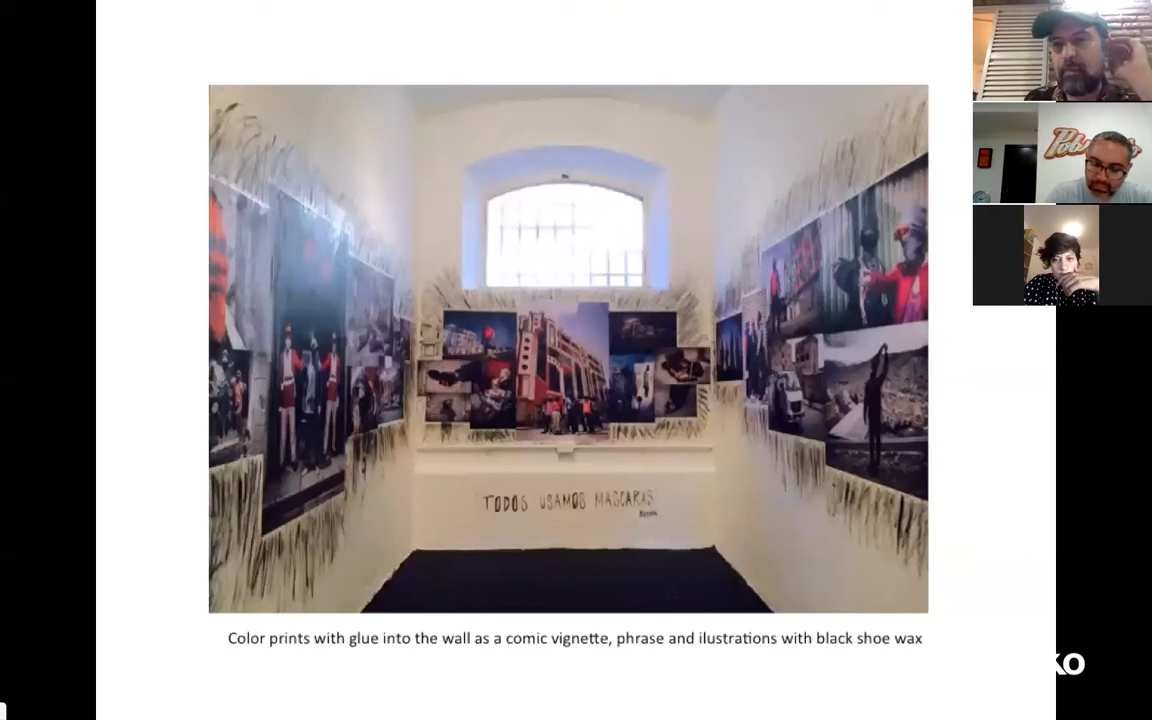 TODOS USAMOS MASCARAS
Color prints with glue into the wall as a comic vignette, phrase and ilustrations with black shoe wax
ko